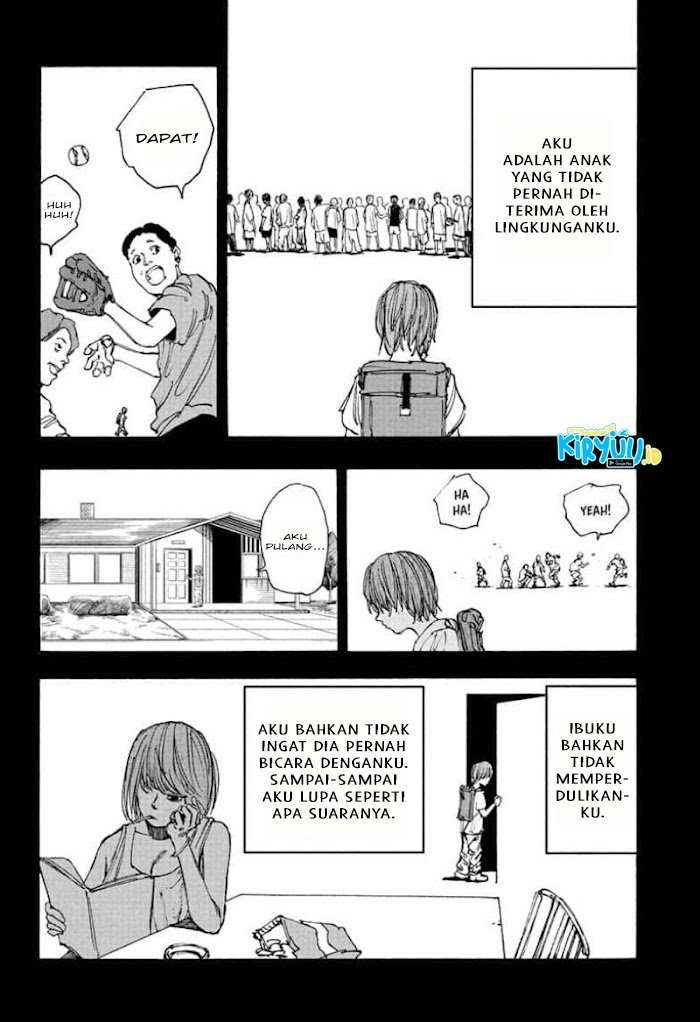 AKU
ADALAH ANAK
YANG TIDAK
PERNAH DI-
TERIMA OLEH
LINGKUNGANKU.
DAPAT!
HUH
HUH!
KIRYUU.ID
HA
HA!
YEAH!
AKU
PULANG...
IBUKU
BAHKAN
TIDAK
MEMPER-
DULIKAN-
KU.
AKU BAHKAN TIDAK
INGAT DIA PERNAH
BICARA DENGANKU.
SAMPAI-SAMPAI
AKU LUPA SEPERTI
APA SUARANYA.